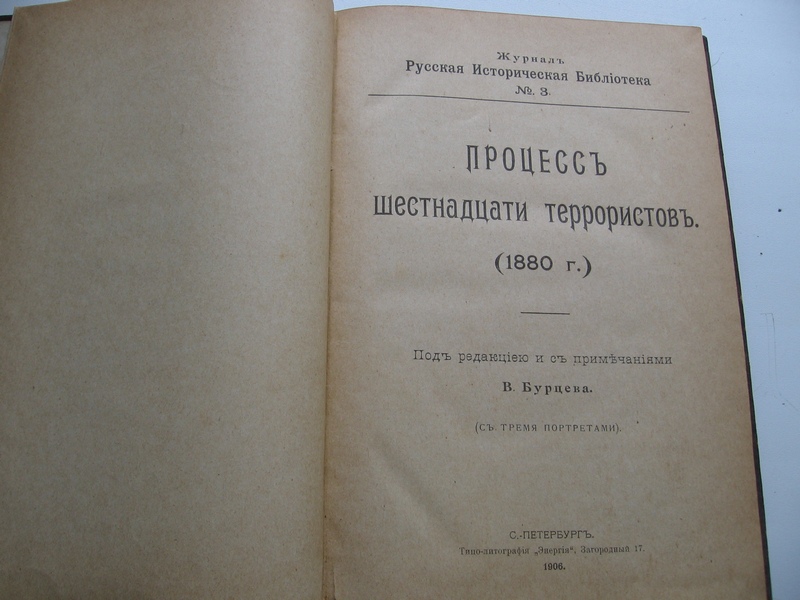 Журналъ
Русская Историческая Библіотека
№. 3.
ПРОЦЕССЪ
шестнадцати террористовъ.
(1880 г.)
Подъ редакціею и съ примѣчаніями
В. Бурцева.
(СЪ ТРЕМЯ ПОРТРЕТАМИ).
С.-ПЕТЕРБУРГЪ.
Типо-литографія „Энергія“, Загородный 17.
1906.